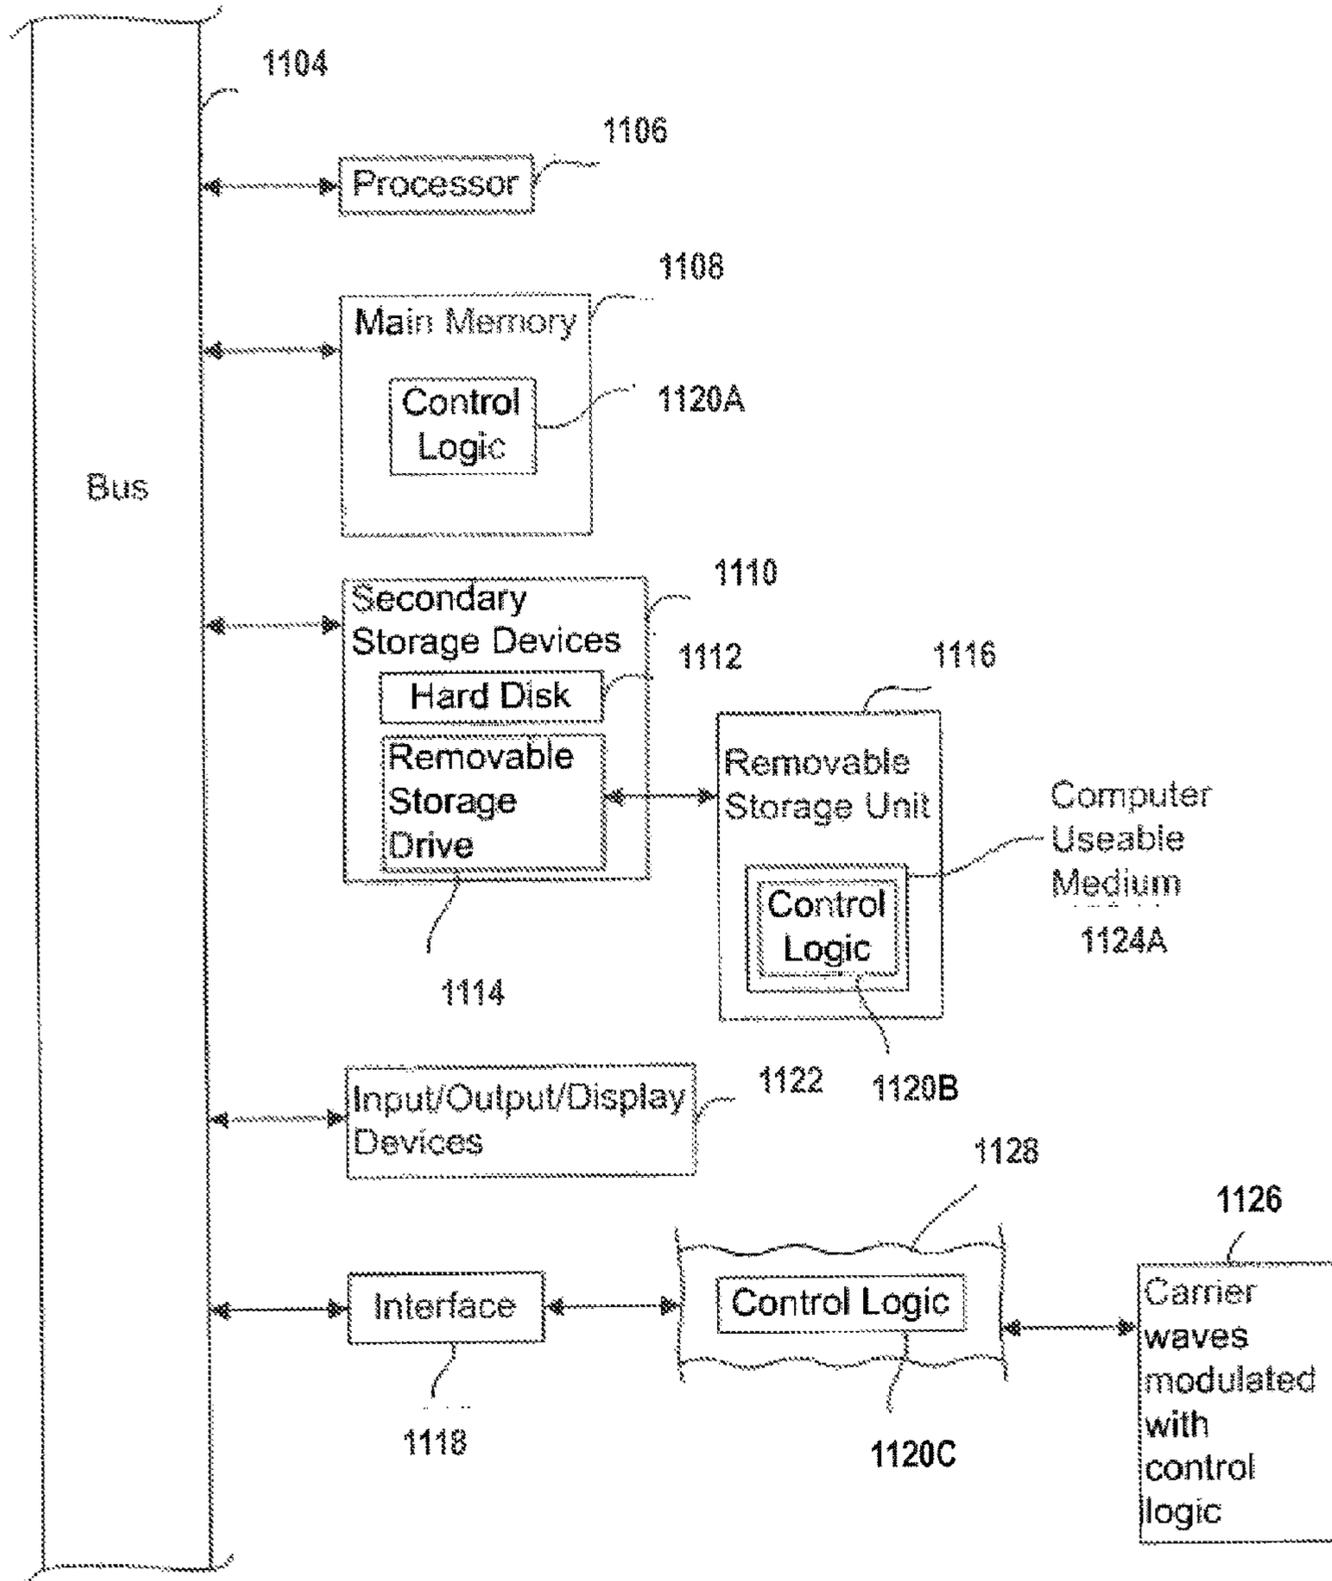 1104
1106
Processor
1108
Main Memory
1120A
Control
Logic
Bus
1110
Secondary
Storage Devices
1112
Hard Disk
1116
Removable
Storage
Drive
Removable
Storage Unit
Computer
Useable
Medium
1124A
Control
Logic
1114
1120B
1122
Input/Output/Display
Devices
1128
1126
Interface
Control Logic
Carrier
waves
modulated
with
control
logic
1118
1120C